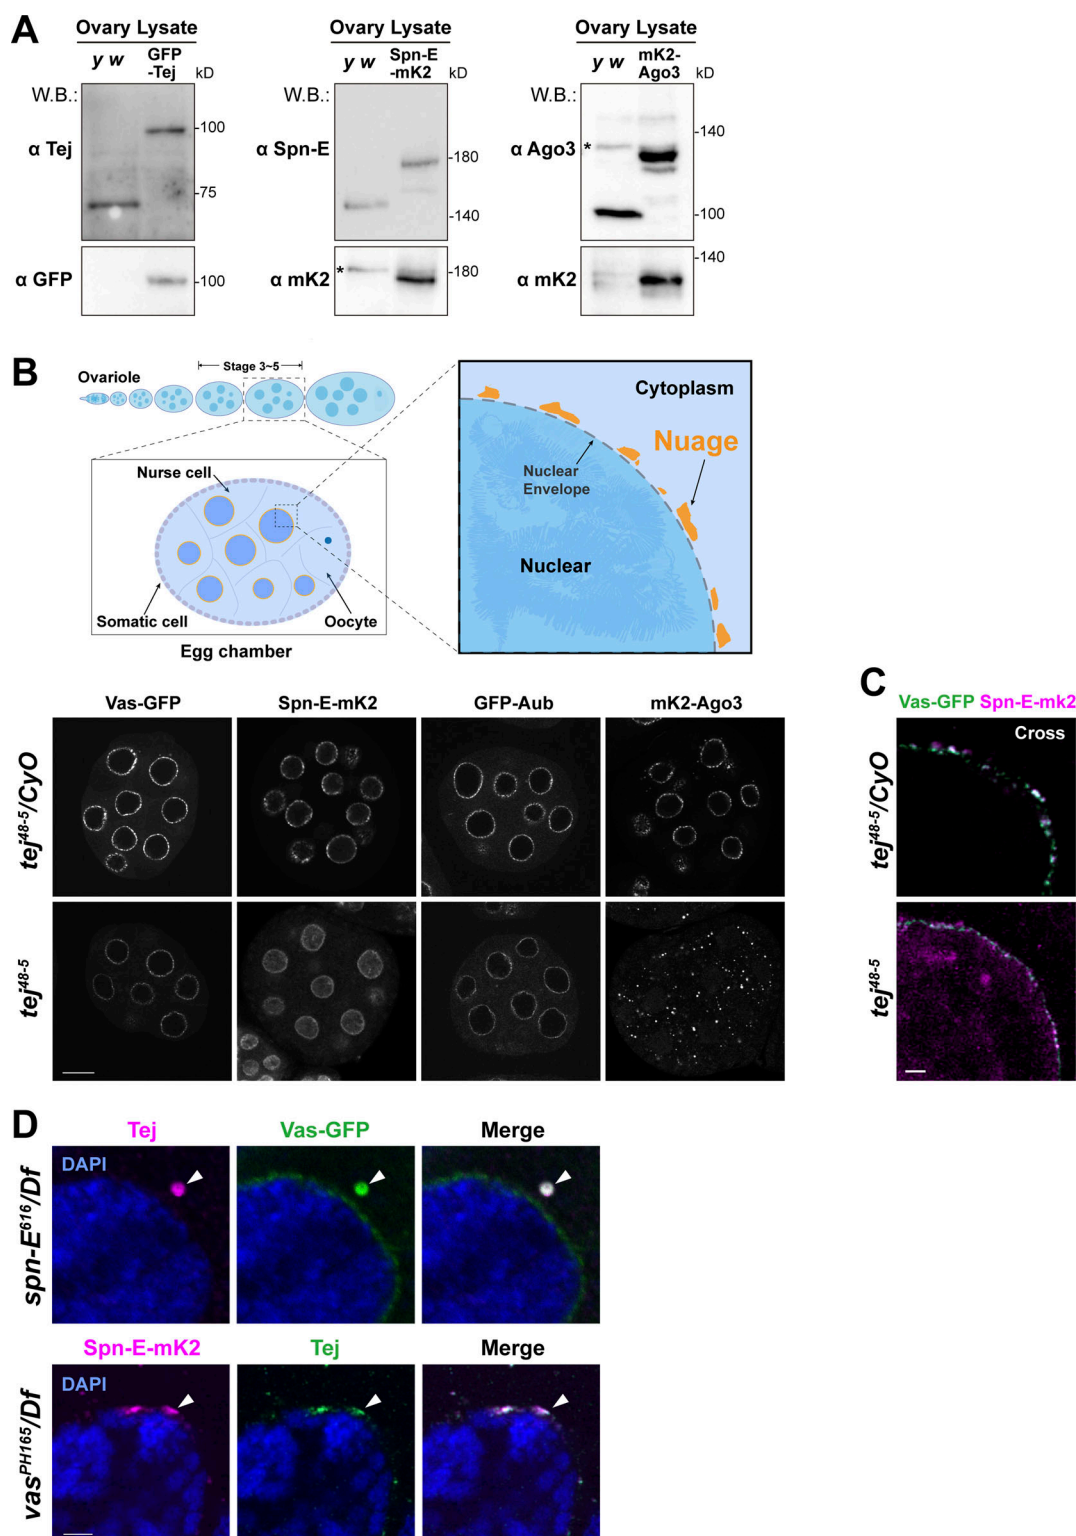 A
Ovary Lysate
y w
GFP
-Tej
kD
W.B.:
α Tej
-100
75
α GFP
-100
Ovary Lysate
y w
Spn-E
-mK2
kD
W.B.:
α Spn-E
-180
-140
α mK2
*
-180
Ovary Lysate
y w
mK2-
Ago3
kD
W.B.:
α Ago3
*
-140
-100
α mK2
-140
B
Ovariole
Stage 3~5
Nurse cell
Somatic cell
Oocyte
Egg chamber
Cytoplasm
Nuage
Nuclear
Envelope
Nuclear
Vas-GFP
Spn-E-mK2
GFP-Aub
mK2-Ago3
tej48-5/CyO
tej48-5
C
Vas-GFP Spn-E-mk2
Cross
tej48-5/CyO
tej48-5
D
Tej
Vas-GFP
Merge
DAPI
spn-E616/Df
Spn-E-mK2
Tej
Merge
DAPI
vasPH165/Df